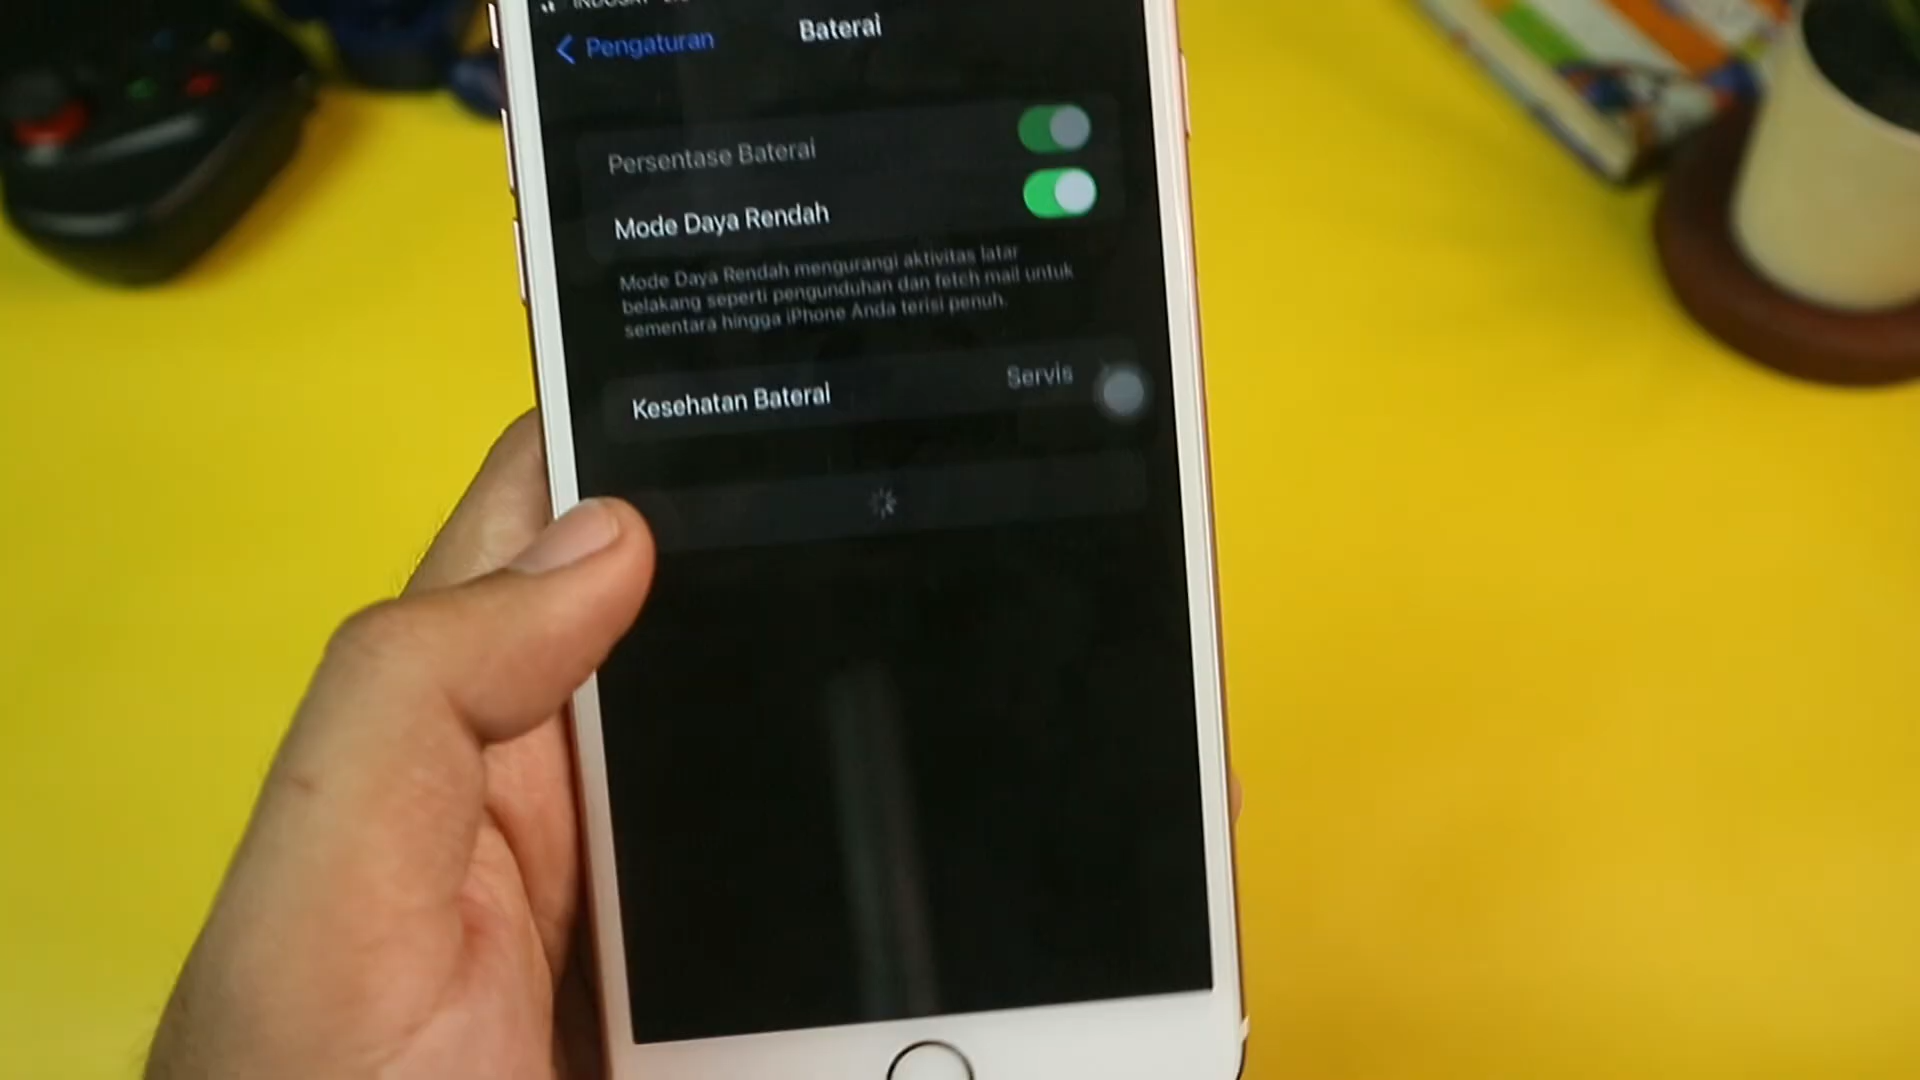 INDOSAT
Pengaturan
Baterai
Persentase Baterai
Mode Daya Rendah
Mode Daya Rendah mengurangi aktivitas latar
belakang seperti pengunduhan dan fetch mail untuk
sementara hingga iPhone Anda terisi penuh.
Kesehatan Baterai
Servis